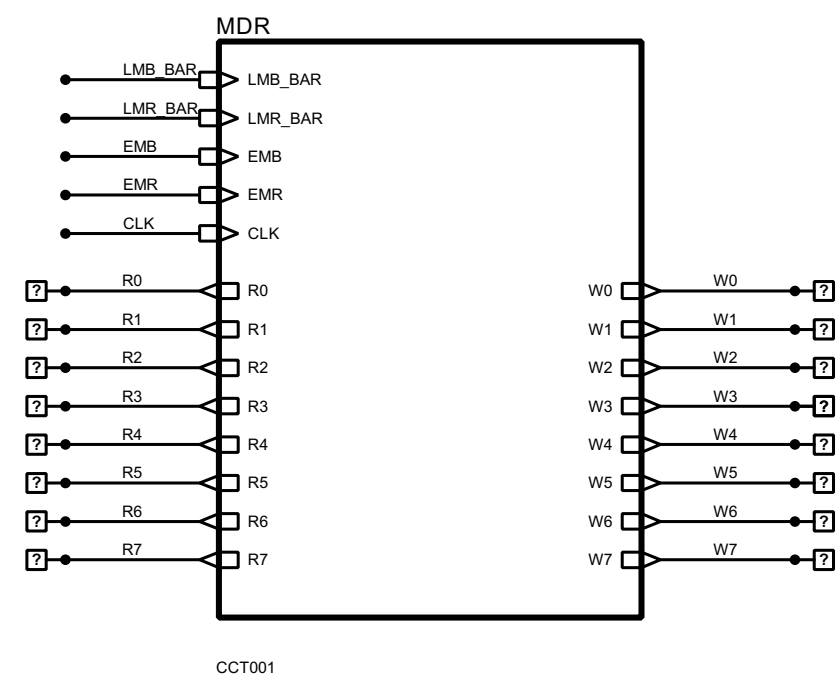 MDR
LMB_BAR LMB_BAR
LMR_BAR LMR_BAR
EMB EMB
EMR EMR
CLK CLK
? R0 R0 W0 W0 ?
? R1 R1 W1 W1 ?
? R2 R2 W2 W2 ?
? R3 R3 W3 W3 ?
? R4 R4 W4 W4 ?
? R5 R5 W5 W5 ?
? R6 R6 W6 W6 ?
? R7 R7 W7 W7 ?
CCT001